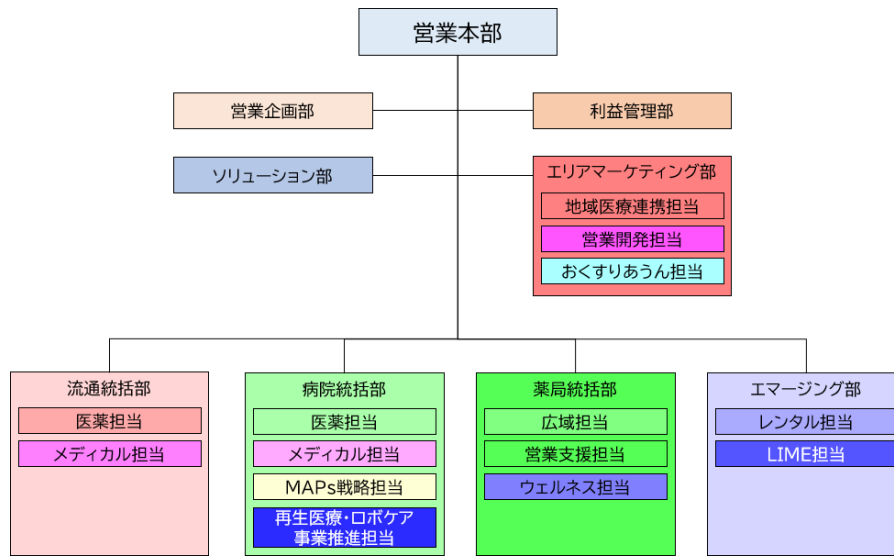 営業本部
営業企画部
利益管理部
ソリューション部
エリアマーケティング部
地域医療連携担当
営業開発担当
おくすりあうん担当
流通統括部
医薬担当
メディカル担当
病院統括部
医薬担当
メディカル担当
MAPs戦略担当
再生医療・ロボケア
事業推進担当
薬局統括部
広域担当
営業支援担当
ウェルネス担当
エマージング部
レンタル担当
LIME担当